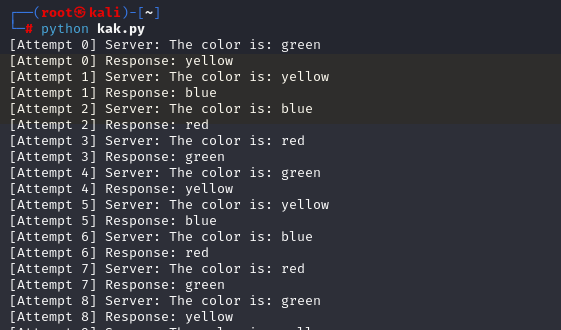 ┌──(root㉿kali)-[~]
└─# python kak.py
[Attempt 0] Server: The color is: green
[Attempt 0] Response: yellow
[Attempt 1] Server: The color is: yellow
[Attempt 1] Response: blue
[Attempt 2] Server: The color is: blue
[Attempt 2] Response: red
[Attempt 3] Server: The color is: red
[Attempt 3] Response: green
[Attempt 4] Server: The color is: green
[Attempt 4] Response: yellow
[Attempt 5] Server: The color is: yellow
[Attempt 5] Response: blue
[Attempt 6] Server: The color is: blue
[Attempt 6] Response: red
[Attempt 7] Server: The color is: red
[Attempt 7] Response: green
[Attempt 8] Server: The color is: green
[Attempt 8] Response: yellow